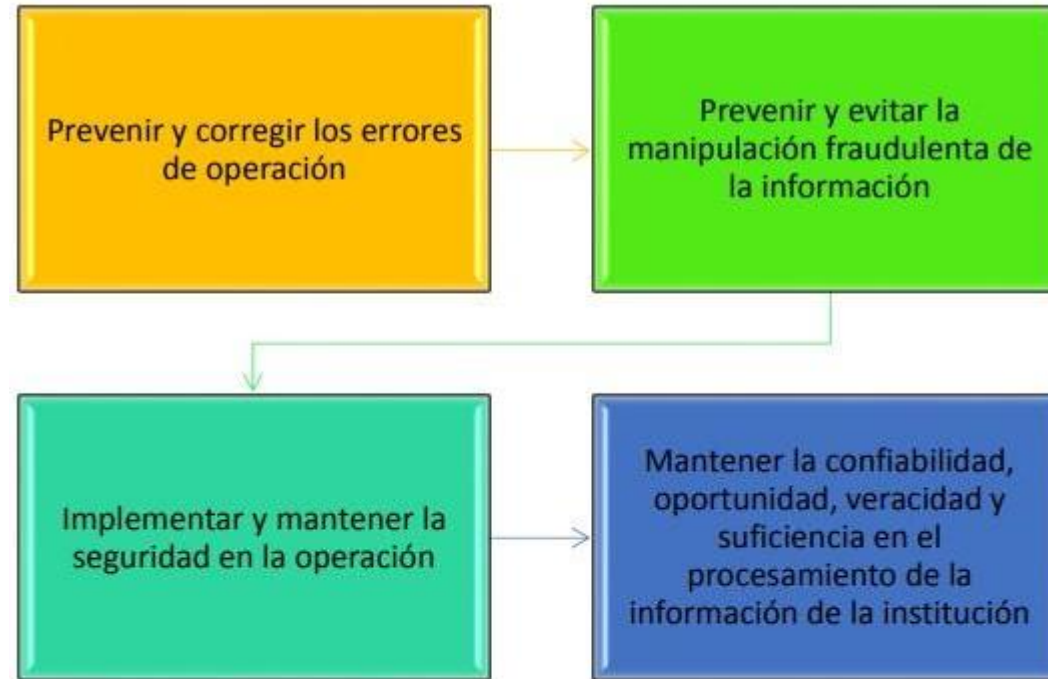 Prevenir y corregir los errores
de operación
Prevenir y evitar la
manipulación fraudulenta de
la información
Implementar y mantener la
seguridad en la operación
Mantener la confiabilidad,
oportunidad, veracidad y
suficiencia en el
procesamiento de la
información de la institución